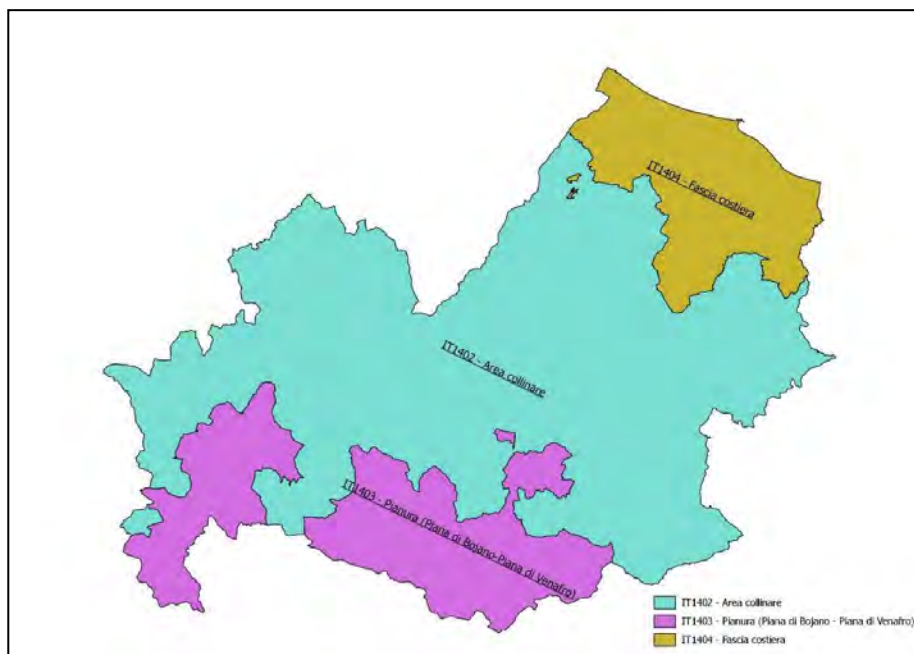 IT1404 - Fascia costiera
IT1402 - Area collinare
IT1403 - Pianura (Piana di Bojano-Piana di Venafro)
IT1402 - Area collinare
IT1403 - Pianura (Piana di Bojano - Piana di Venafro)
IT1404 - Fascia costiera